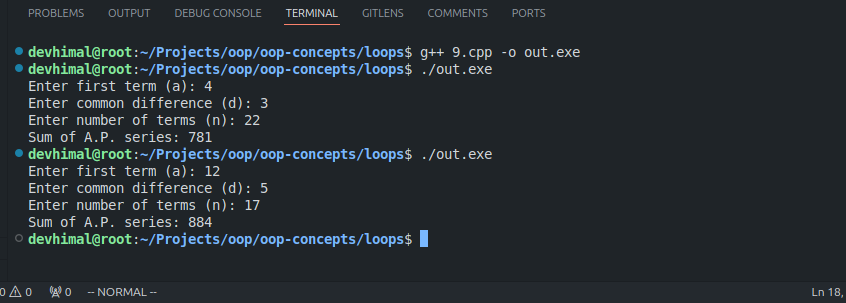 PROBLEMS OUTPUT DEBUG CONSOLE TERMINAL GITLENS COMMENTS PORTS
devhimal@root:~/Projects/oop/oop-concepts/loops$ g++ 9.cpp -o out.exe
devhimal@root:~/Projects/oop/oop-concepts/loops$ ./out.exe
Enter first term (a): 4
Enter common difference (d): 3
Enter number of terms (n): 22
Sum of A.P. series: 781
devhimal@root:~/Projects/oop/oop-concepts/loops$ ./out.exe
Enter first term (a): 12
Enter common difference (d): 5
Enter number of terms (n): 17
Sum of A.P. series: 884
devhimal@root:~/Projects/oop/oop-concepts/loops$
0 0 0 -- NORMAL -- Ln 18,